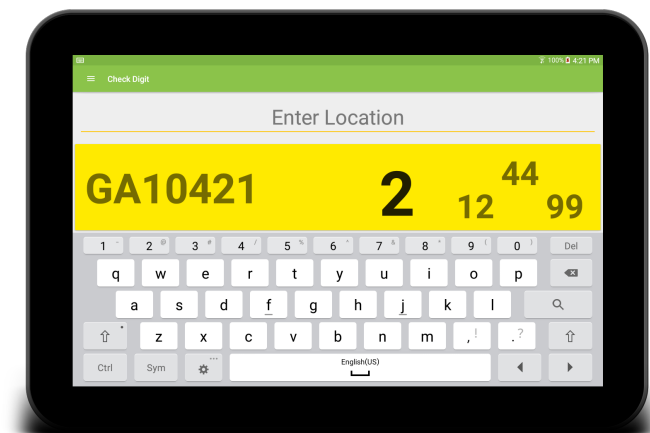 100% 4:21 PM
Check Digit
Enter Location
GA10421 2 12 44 99
1 - 2 @ 3 # 4 / 5 % 6 ^ 7 & 8 * 9 ( 0 ) Del
q w e r t y u i o p
a s d f g h j k l
z x c v b n m , ! . ?
Ctrl Sym English(US)